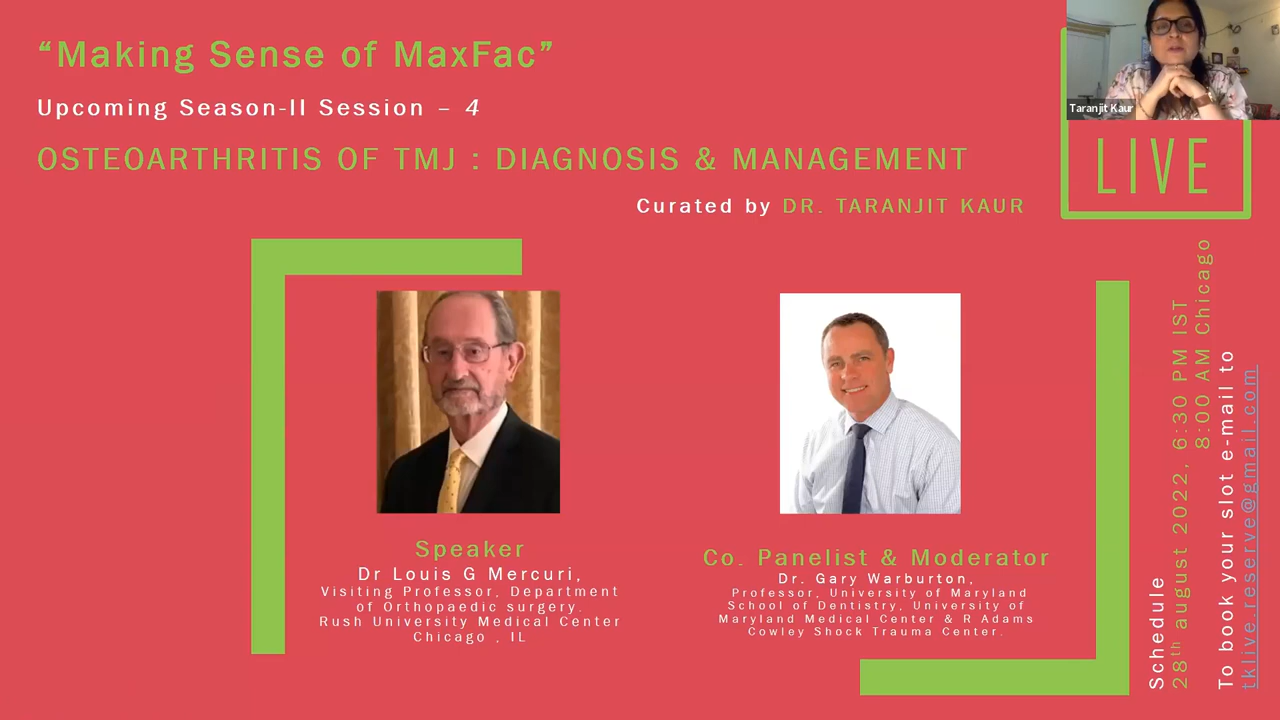 “Making Sense of MaxFac”
Upcoming Season-II Session – 4
OSTEOARTHRITIS OF TMJ : DIAGNOSIS & MANAGEMENT
Curated by DR. TARANJIT KAUR
Taranjit Kaur
LIVE
Speaker
Dr Louis G Mercuri,
Visiting Professor, Department
of Orthopaedic surgery.
Rush University Medical Center
Chicago , IL
Co. Panelist & Moderator
Dr. Gary Warburton,
Professor, University of Maryland
School of Dentistry, University of
Maryland Medical Center & R Adams
Cowley Shock Trauma Center.
Schedule
28th august 2022, 6:30 PM IST
8:00 AM Chicago
To book your slot e-mail to
tklive.reserve@gmail.com